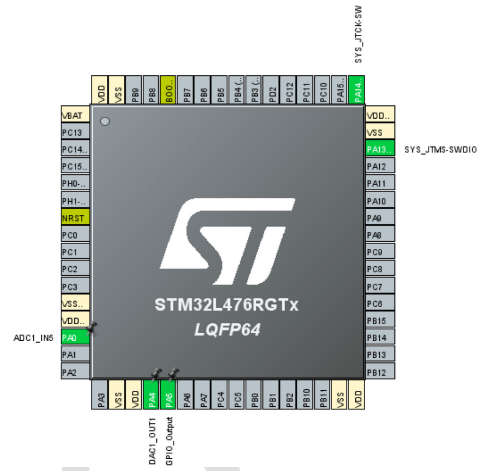 SYS_JTCK-SW
VDD
VSS
PB9
PB8
BOO..
PB7
PB6
PB5
PB4 (..
PB3 (..
PD2
PC12
PC11
PC10
PA15..
PA14..
VBAT
PC13
PC14..
PC15..
PH0-..
PH1-..
NRST
PC0
PC1
PC2
PC3
VSS..
VDD..
ADC1_IN5 PA0
PA1
PA2
VDD..
VSS
PA13.. SYS_JTMS-SWDIO
PA12
PA11
PA10
PA9
PA8
PC9
PC8
PC7
PC6
PB15
PB14
PB13
PB12
STM32L476RGTx
LQFP64
PA3
VSS
VDD
PA4
PA5
PA6
PA7
PC4
PC5
PB0
PB1
PB2
PB10
PB11
VSS
VDD
DAC1_OUT1
GPIO_Output